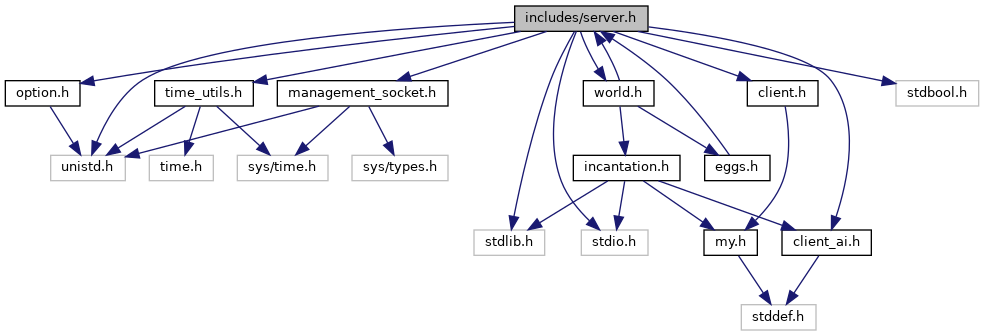 includes/server.h
option.h
time_utils.h
management_socket.h
world.h
client.h
stdbool.h
unistd.h
time.h
sys/time.h
sys/types.h
incantation.h
eggs.h
stdlib.h
stdio.h
my.h
client_ai.h
stddef.h